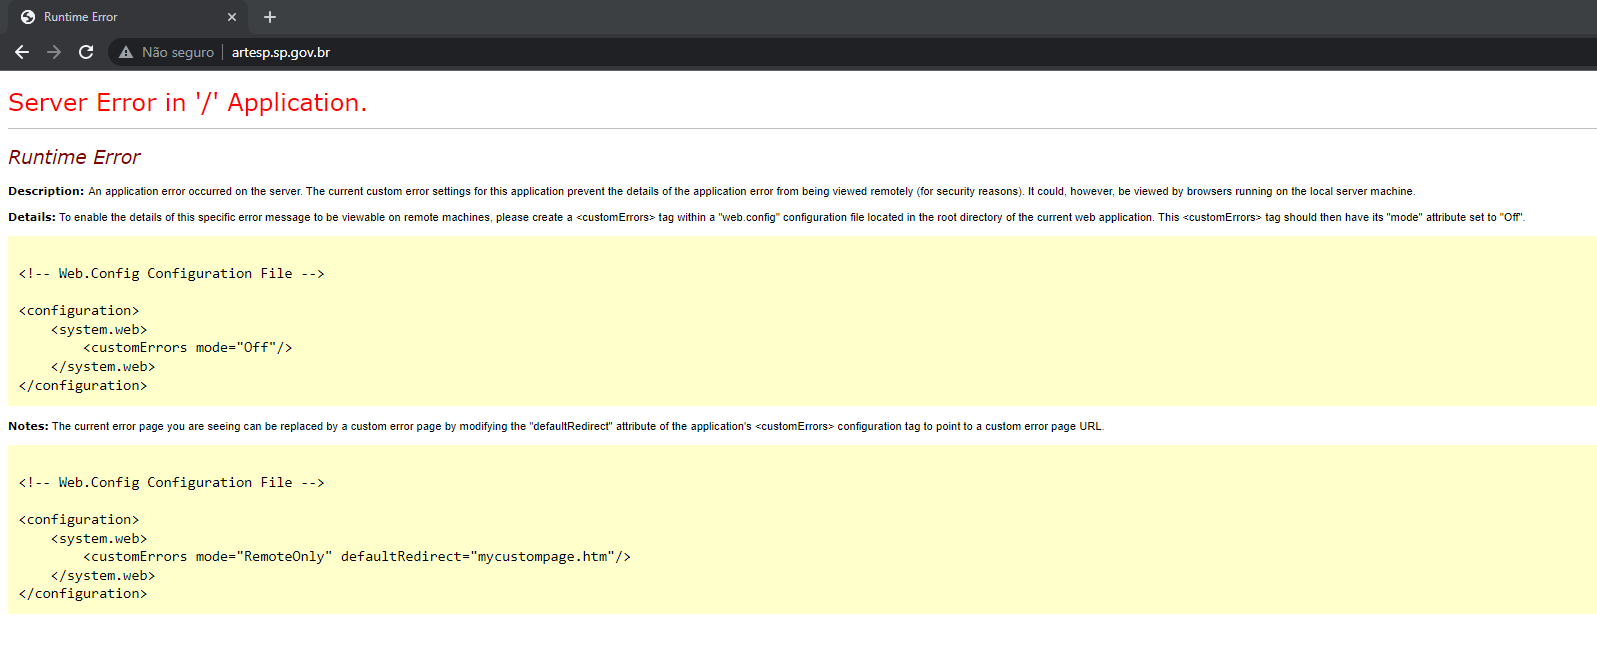 Runtime Error
Não seguro
artesp.sp.gov.br
Server Error in '/' Application.
Runtime Error
Description: An application error occurred on the server. The current custom error settings for this application prevent the details of the application error from being viewed remotely (for security reasons). It could, however, be viewed by browsers running on the local server machine.
Details: To enable the details of this specific error message to be viewable on remote machines, please create a <customErrors> tag within a "web.config" configuration file located in the root directory of the current web application. This <customErrors> tag should then have its "mode" attribute set to "Off".
<!-- Web.Config Configuration File -->
<configuration>
    <system.web>
        <customErrors mode="Off"/>
    </system.web>
</configuration>
Notes: The current error page you are seeing can be replaced by a custom error page by modifying the "defaultRedirect" attribute of the application's <customErrors> configuration tag to point to a custom error page URL.
<!-- Web.Config Configuration File -->
<configuration>
    <system.web>
        <customErrors mode="RemoteOnly" defaultRedirect="mycustompage.htm"/>
    </system.web>
</configuration>